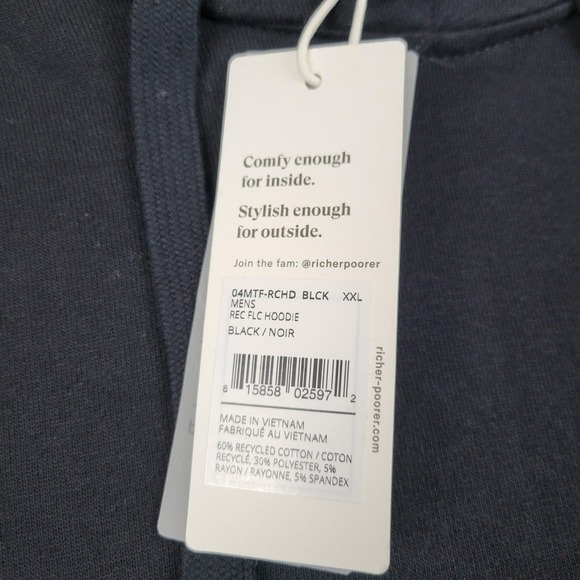 Comfy enough
for inside.
Stylish enough
for outside.
Join the fam: @richerpoorer
04MTF-RCHD BLCK XXL
MENS
REC FLC HOODIE
BLACK / NOIR
8 15858 02597 2
MADE IN VIETNAM
FABRIQUÉ AU VIETNAM
60% RECYCLED COTTON / COTON
RECYCLÉ, 30% POLYESTER, 5%
RAYON / RAYONNE, 5% SPANDEX
richer-poorer.com